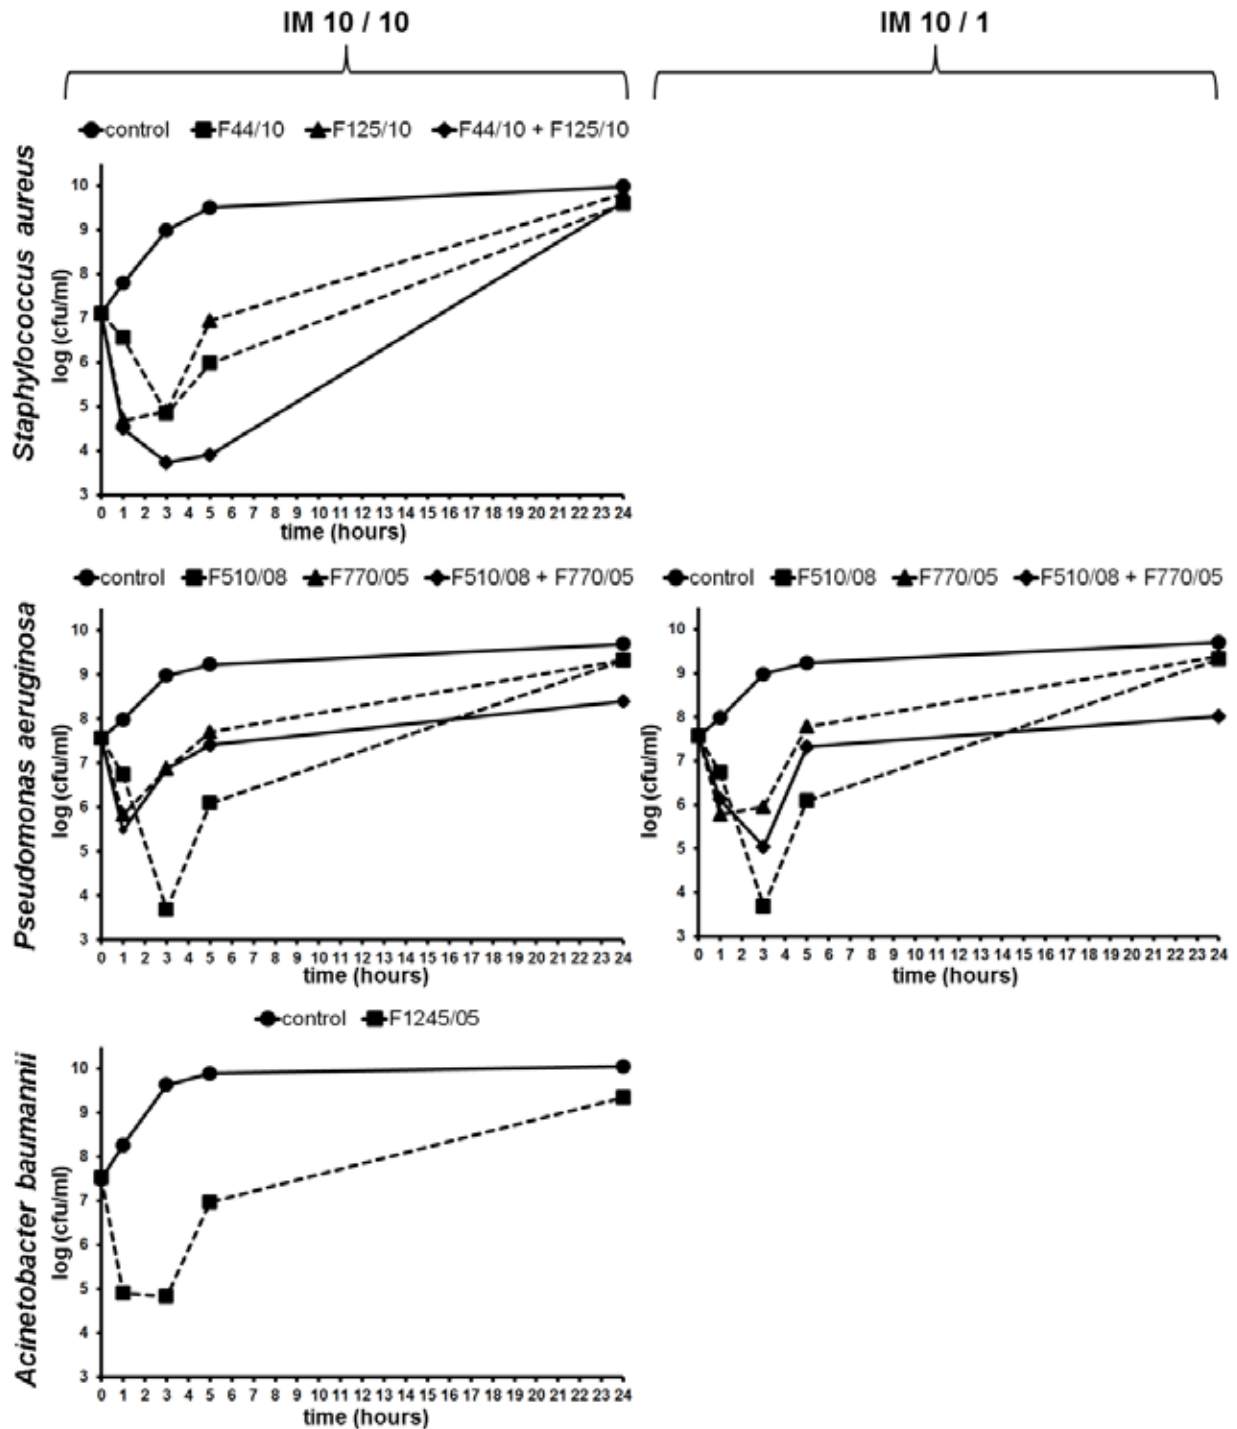 IM 10 / 10
IM 10 / 1
control F44/10 F125/10 F44/10 + F125/10
Staphylococcus aureus
log (cfu/ml)
10
9
8
7
6
5
4
3
0 1 2 3 4 5 6 7 8 9 10 11 12 13 14 15 16 17 18 19 20 21 22 23 24
time (hours)
control F510/08 F770/05 F510/08 + F770/05
Pseudomonas aeruginosa
log (cfu/ml)
10
9
8
7
6
5
4
3
0 1 2 3 4 5 6 7 8 9 10 11 12 13 14 15 16 17 18 19 20 21 22 23 24
time (hours)
control F510/08 F770/05 F510/08 + F770/05
log (cfu/ml)
10
9
8
7
6
5
4
3
0 1 2 3 4 5 6 7 8 9 10 11 12 13 14 15 16 17 18 19 20 21 22 23 24
time (hours)
control F1245/05
Acinetobacter baumannii
log (cfu/ml)
10
9
8
7
6
5
4
3
0 1 2 3 4 5 6 7 8 9 10 11 12 13 14 15 16 17 18 19 20 21 22 23 24
time (hours)